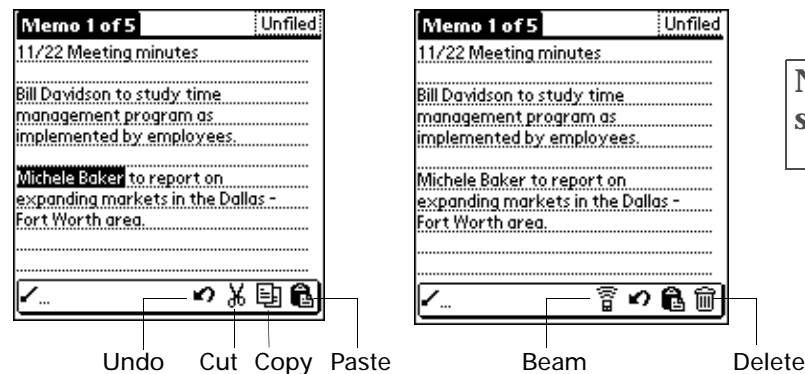 Memo 1 of 5
Unfiled
11/22 Meeting minutes
Bill Davidson to study time
management program as
implemented by employees.
Michele Baker to report on
expanding markets in the Dallas -
Fort Worth area.
...
Undo Cut Copy Paste
Memo 1 of 5
Unfiled
11/22 Meeting minutes
Bill Davidson to study time
management program as
implemented by employees.
Michele Baker to report on
expanding markets in the Dallas -
Fort Worth area.
...
Beam Delete